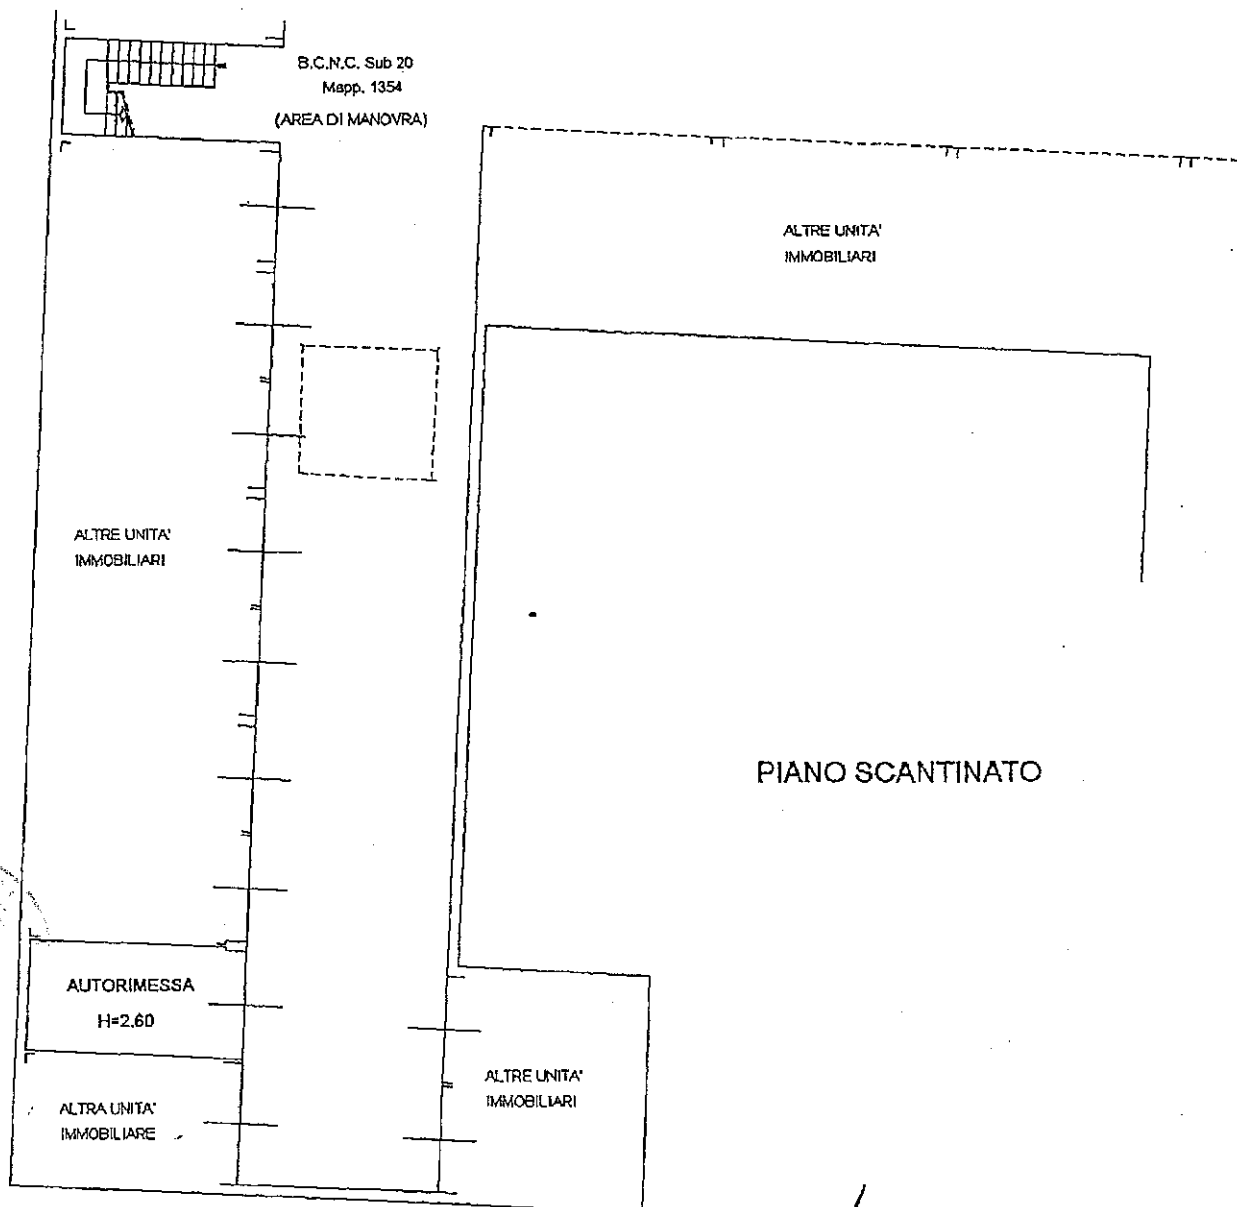 B.C.N.C. Sub 20
Mapp. 1354
(AREA DI MANOVRA)
ALTRE UNITA'
IMMOBILIARI
ALTRE UNITA'
IMMOBILIARI
PIANO SCANTINATO
AUTORIMESSA
H=2.60
ALTRE UNITA'
IMMOBILIARI
ALTRA UNITA'
IMMOBILIARE